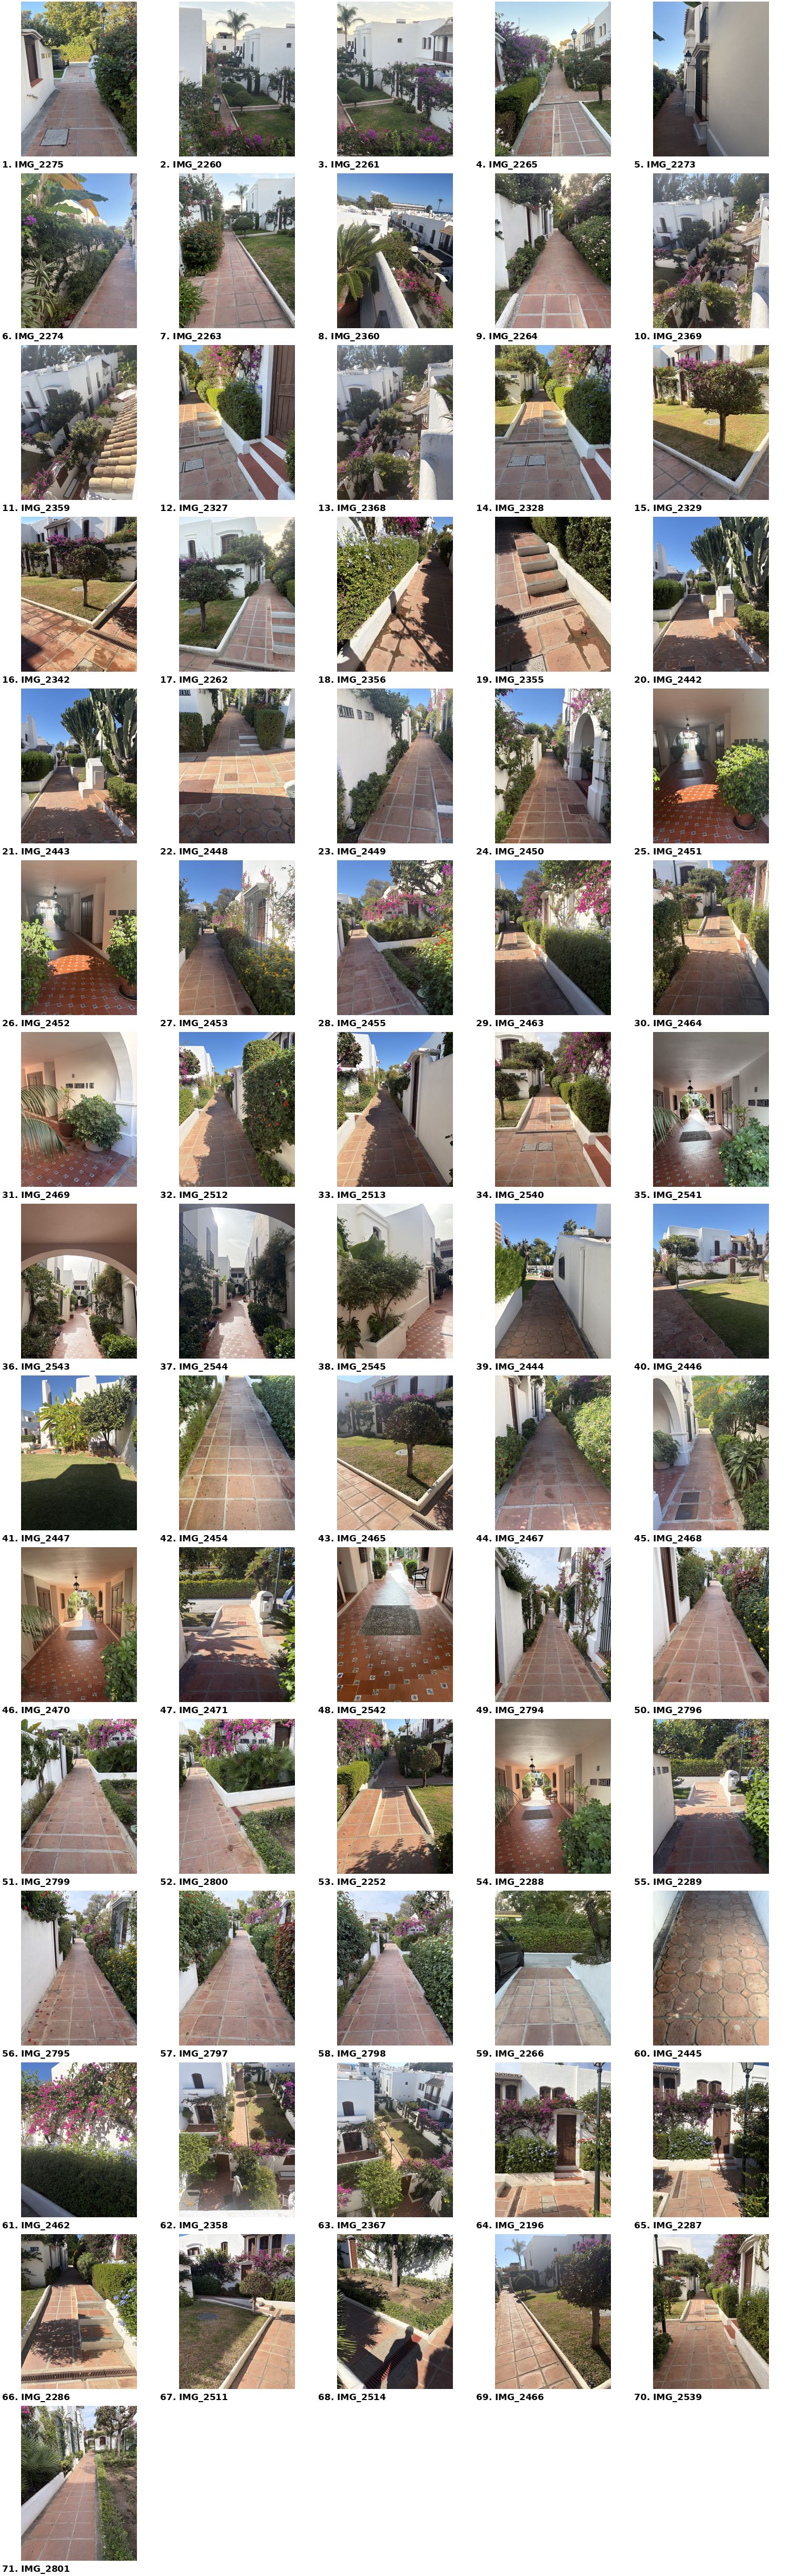 1. IMG_2275
2. IMG_2260
3. IMG_2261
4. IMG_2265
5. IMG_2273
6. IMG_2274
7. IMG_2263
8. IMG_2360
9. IMG_2264
10. IMG_2369
11. IMG_2359
12. IMG_2327
13. IMG_2368
14. IMG_2328
15. IMG_2329
16. IMG_2342
17. IMG_2262
18. IMG_2356
19. IMG_2355
20. IMG_2442
21. IMG_2443
22. IMG_2448
23. IMG_2449
24. IMG_2450
25. IMG_2451
26. IMG_2452
27. IMG_2453
28. IMG_2455
29. IMG_2463
30. IMG_2464
31. IMG_2469
32. IMG_2512
33. IMG_2513
34. IMG_2540
35. IMG_2541
36. IMG_2543
37. IMG_2544
38. IMG_2545
39. IMG_2444
40. IMG_2446
41. IMG_2447
42. IMG_2454
43. IMG_2465
44. IMG_2467
45. IMG_2468
46. IMG_2470
47. IMG_2471
48. IMG_2542
49. IMG_2794
50. IMG_2796
51. IMG_2799
52. IMG_2800
53. IMG_2252
54. IMG_2288
55. IMG_2289
56. IMG_2795
57. IMG_2797
58. IMG_2798
59. IMG_2266
60. IMG_2445
61. IMG_2462
62. IMG_2358
63. IMG_2367
64. IMG_2196
65. IMG_2287
66. IMG_2286
67. IMG_2511
68. IMG_2514
69. IMG_2466
70. IMG_2539
71. IMG_2801